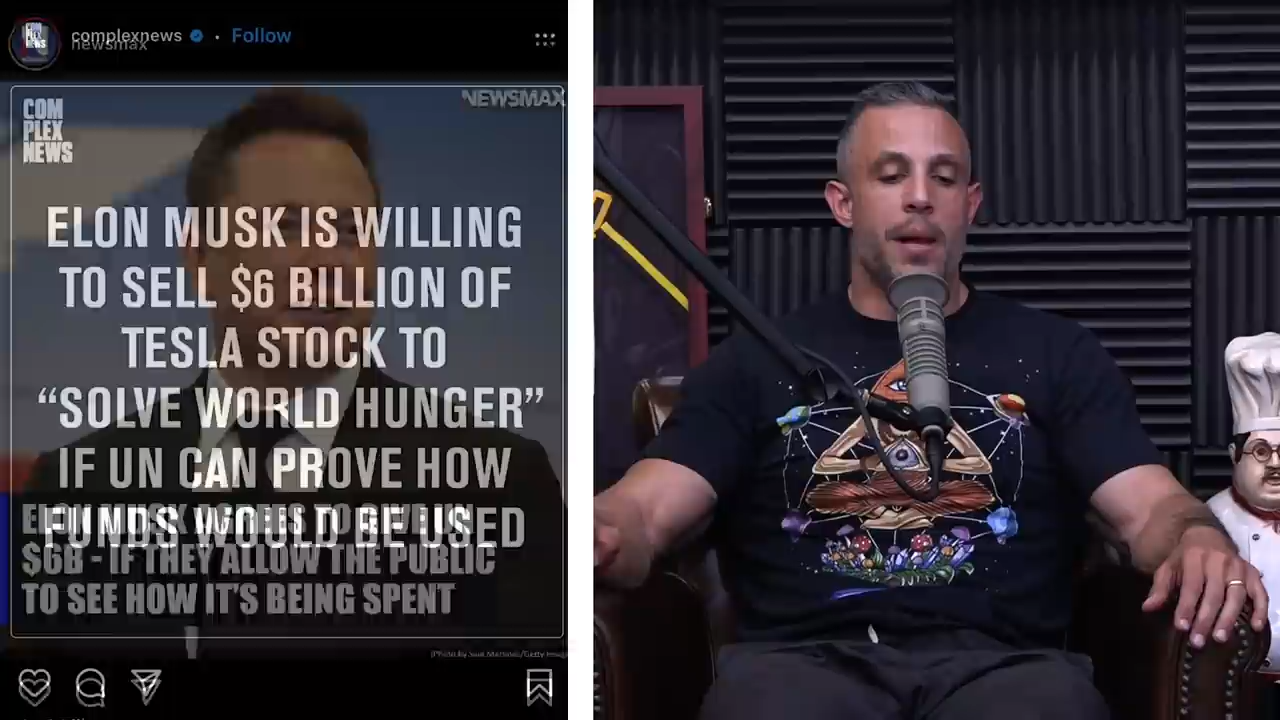 complexnews
newsmax
Follow
NEWSMAX
COM
PLEX
NEWS
ELON MUSK IS WILLING
TO SELL $6 BILLION OF
TESLA STOCK TO
“SOLVE WORLD HUNGER”
IF UN CAN PROVE HOW
FUNDS WOULD BE USED
$6B - IF THEY ALLOW THE PUBLIC
TO SEE HOW IT'S BEING SPENT